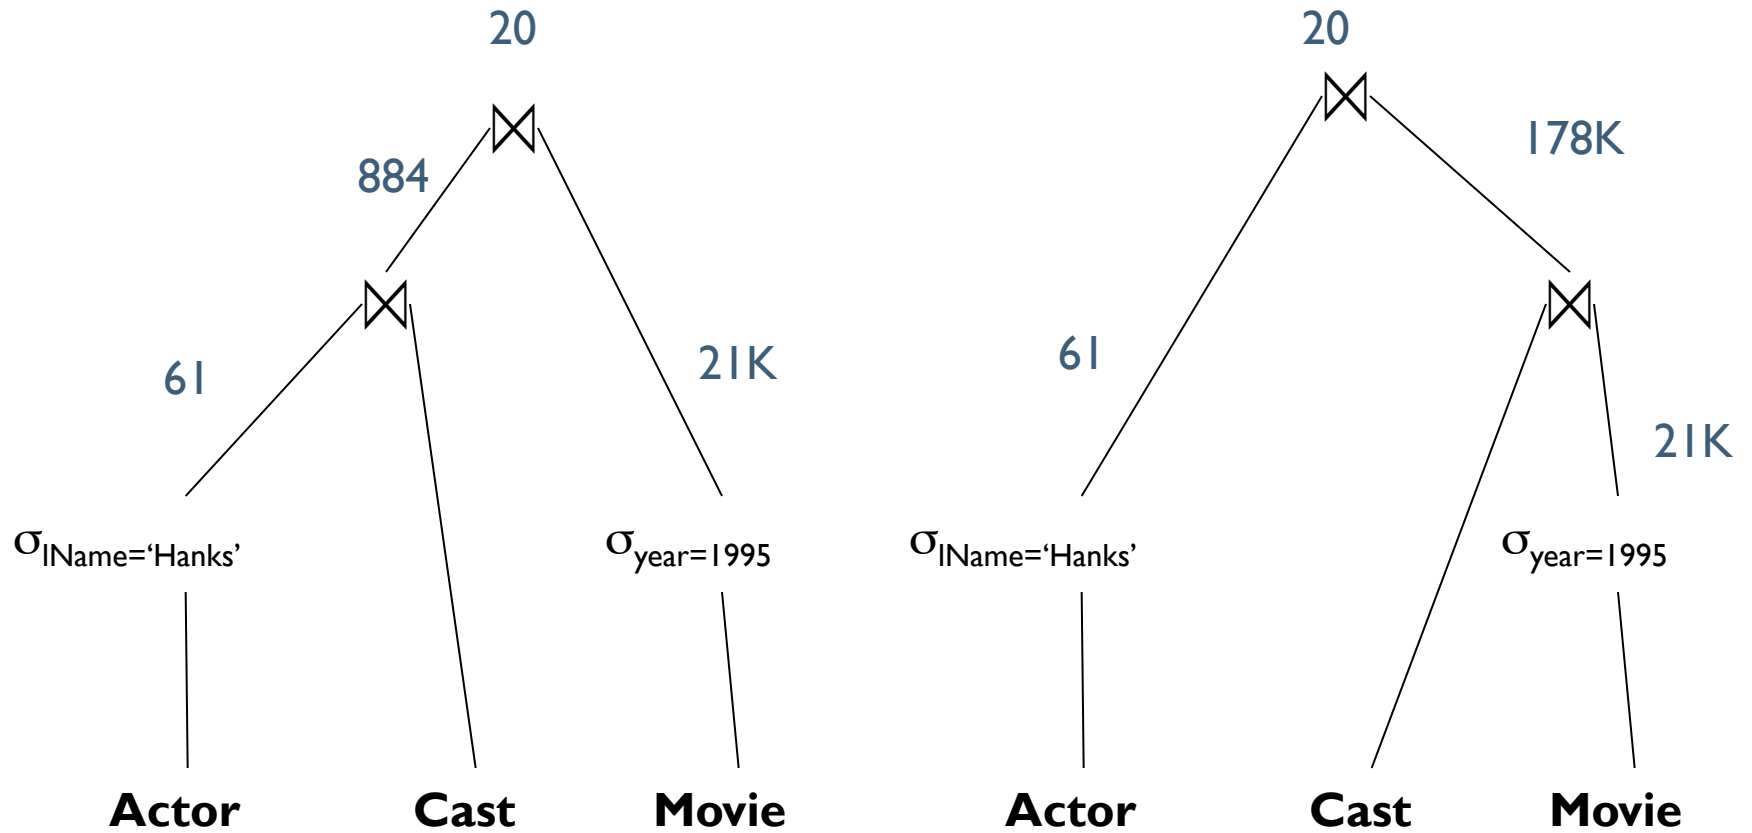 20
884
61
21K
σlName=‘Hanks’
σyear=1995
Actor
Cast
Movie
20
178K
61
21K
σlName=‘Hanks’
σyear=1995
Actor
Cast
Movie